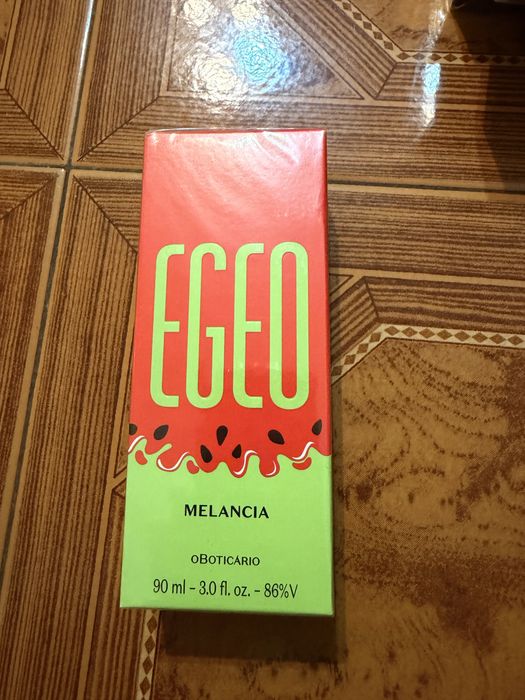 EGEO
MELANCIA
oBOTICÁRIO
90 ml - 3.0 fl. oz. - 86%V